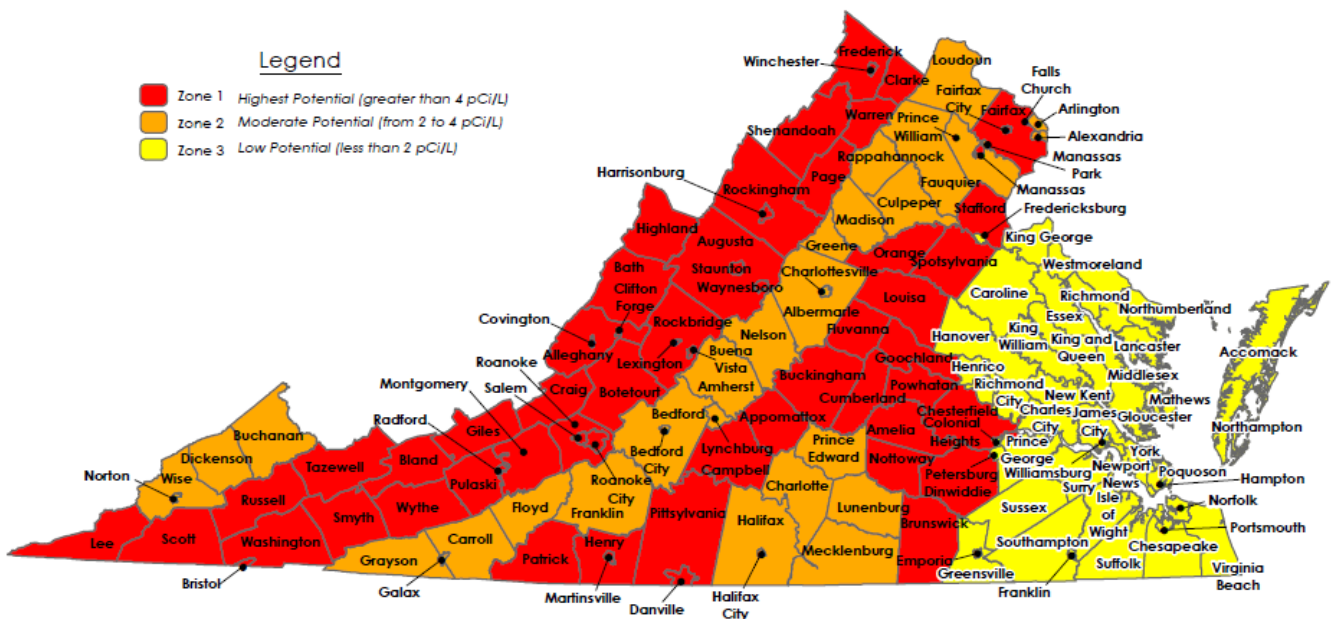 Legend
Zone 1 Highest Potential (greater than 4 pCi/L)
Zone 2 Moderate Potential (from 2 to 4 pCi/L)
Zone 3 Low Potential (less than 2 pCi/L)
Frederick
Winchester
Clarke
Loudoun
Falls
Church
Fairfax
City
Fairfax
Arlington
Alexandria
Warren
Prince
William
Manassas
Park
Manassas
Shenandoah
Rappahannock
Fauquier
Harrisonburg
Rockingham
Page
Culpeper
Stafford
Fredericksburg
Madison
King George
Highland
Augusta
Greene
Orange
Spotsylvania
Westmoreland
Bath
Staunton
Waynesboro
Charlottesville
Clifton
Forge
Albermarle
Louisa
Caroline
Richmond
Northumberland
Essex
Covington
Rockbridge
Nelson
Fluvanna
Hanover
King
William
King and
Queen
Lancaster
Accomack
Alleghany
Lexington
Buena
Vista
Goochland
Henrico
Middlesex
Roanoke
Amherst
Buckingham
Powhatan
Richmond
City
New Kent
Mathews
Montgomery
Salem
Craig
Botetourt
Cumberland
Chesterfield
Charles
City
James
City
Gloucester
Northampton
Radford
Giles
Bedford
Appomattox
Amelia
Colonial
Heights
Prince
George
York
Buchanan
Dickenson
Bedford
City
Lynchburg
Prince
Edward
Nottoway
Petersburg
Williamsburg
Newport
News
Poquoson
Hampton
Norton
Wise
Tazewell
Bland
Pulaski
Roanoke
City
Campbell
Charlotte
Dinwiddie
Surry
Isle
of
Wight
Norfolk
Russell
Wythe
Floyd
Franklin
Pittsylvania
Halifax
Lunenburg
Sussex
Portsmouth
Smyth
Brunswick
Lee
Scott
Washington
Carroll
Grayson
Patrick
Henry
Mecklenburg
Emporia
Southampton
Chesapeake
Greensville
Suffolk
Virginia
Beach
Bristol
Galax
Martinsville
Danville
Halifax
City
Franklin